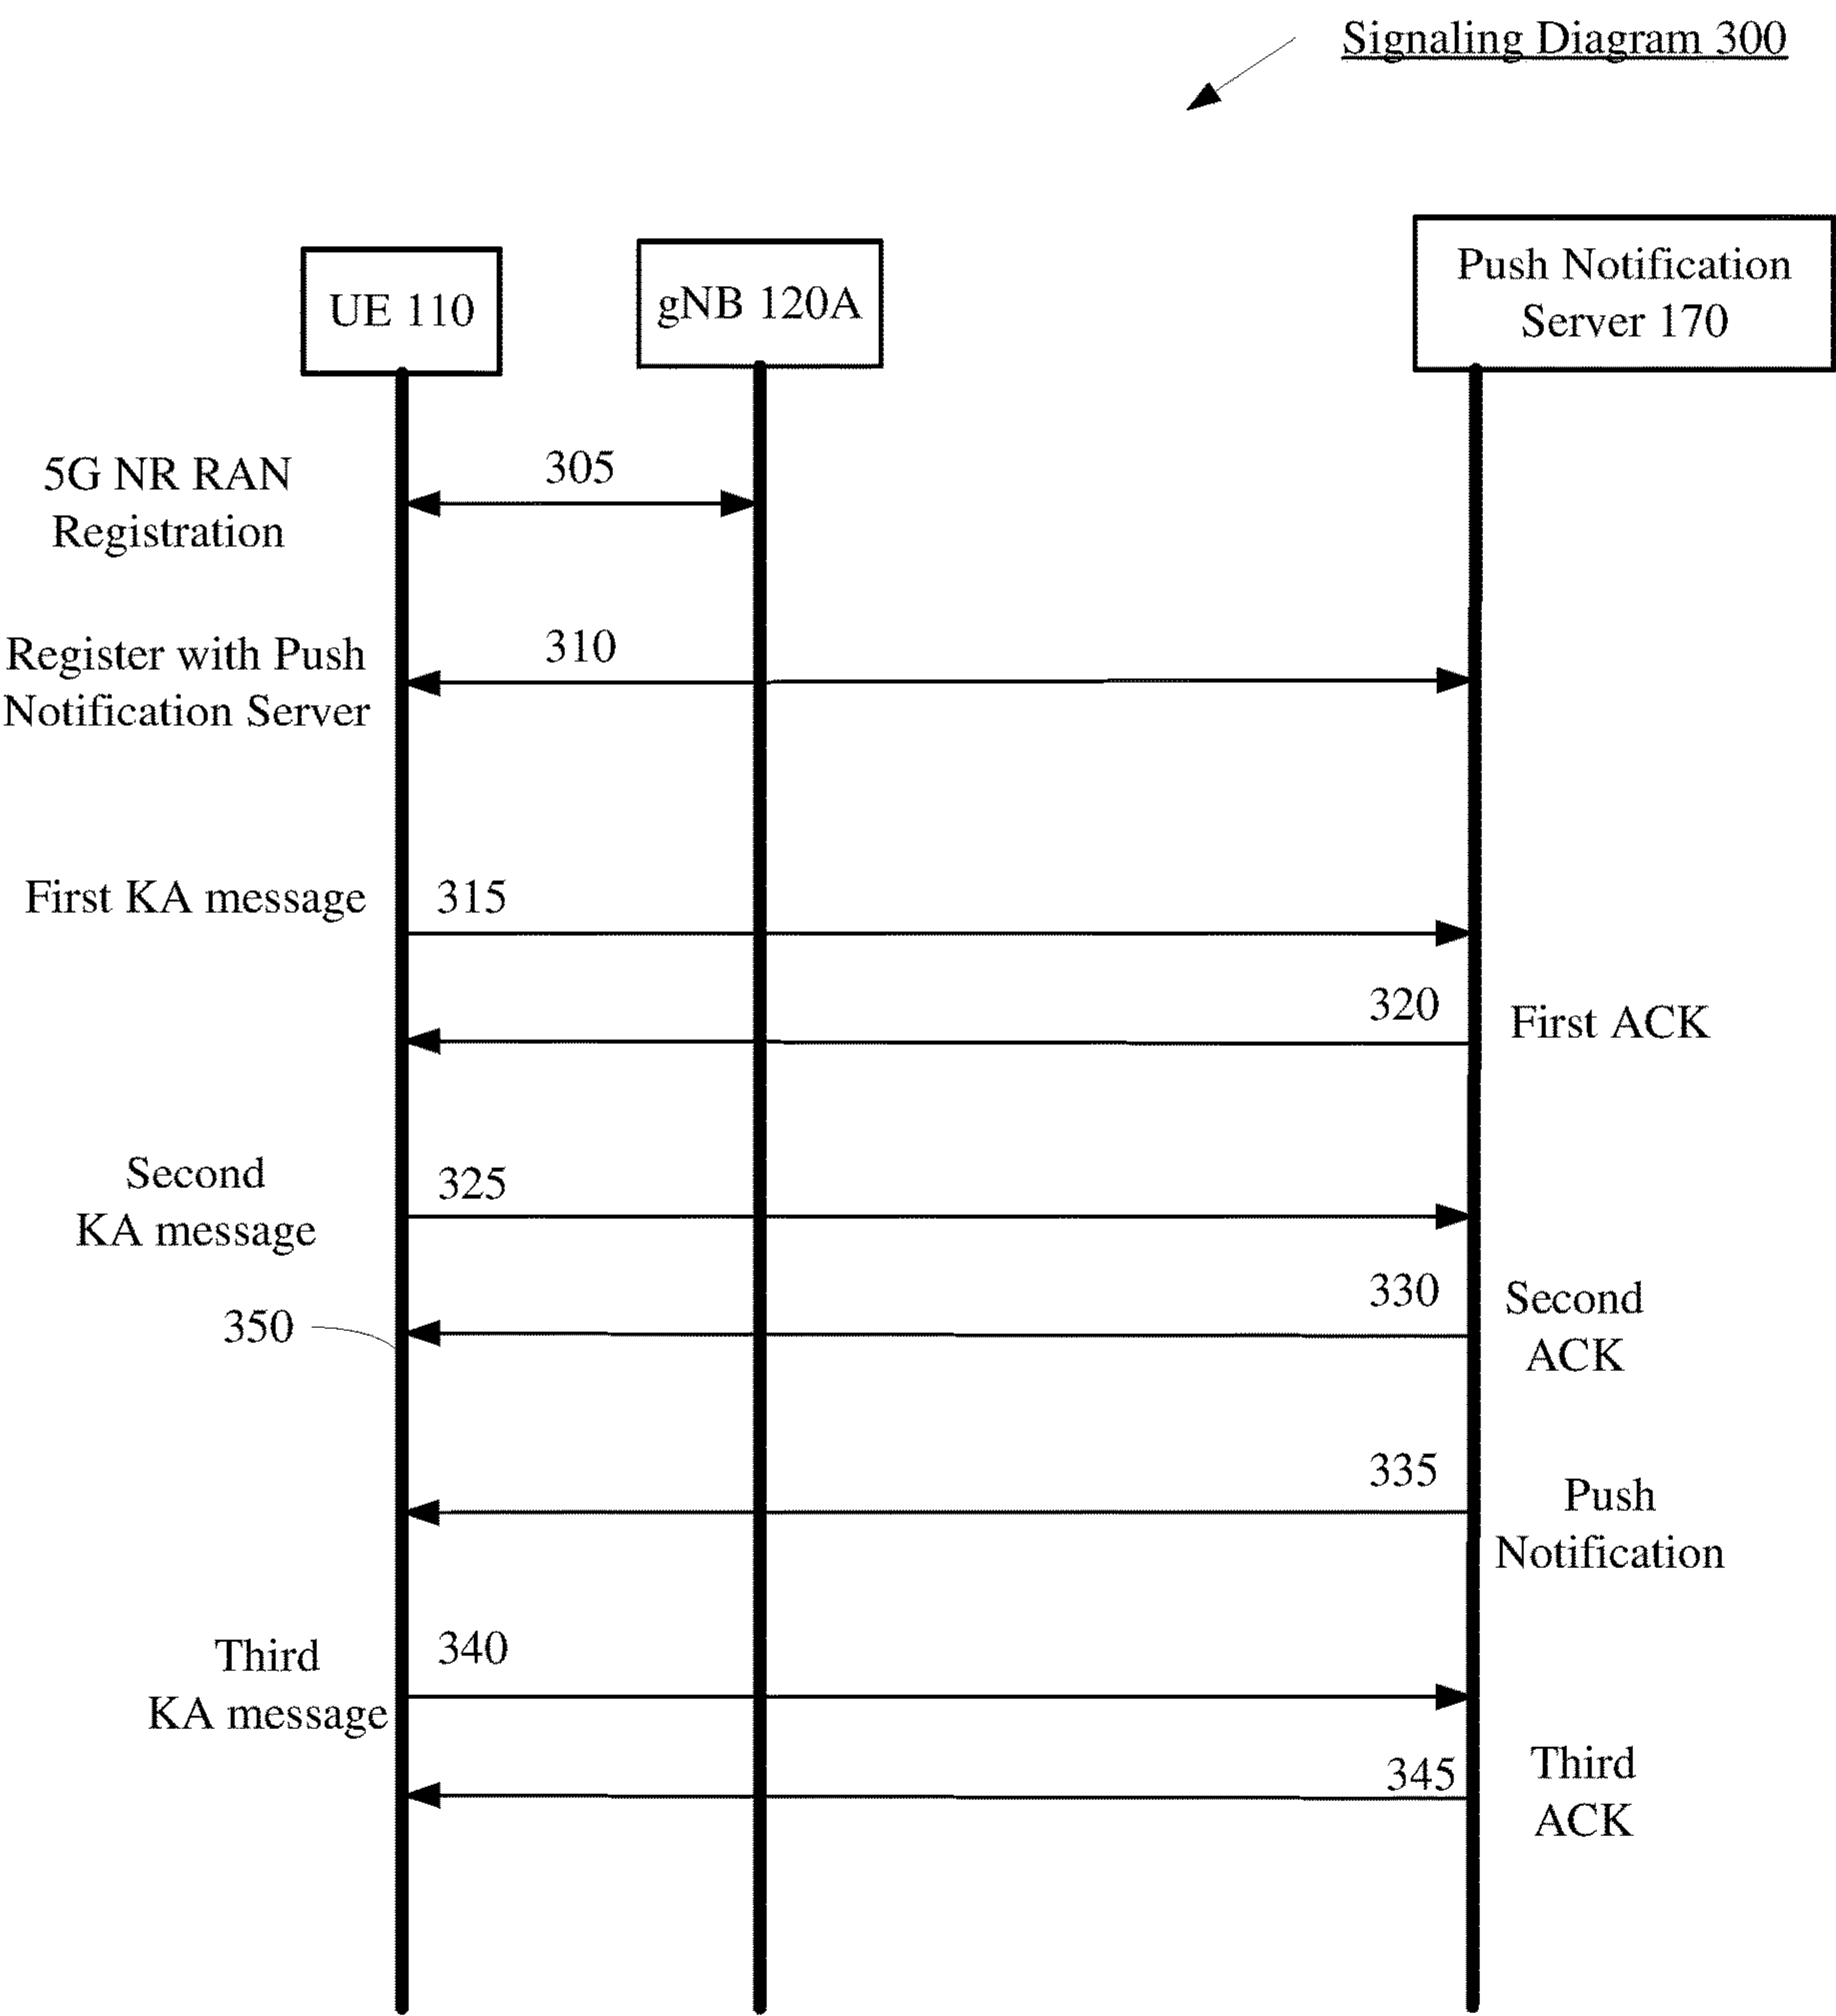 Signaling Diagram 300
UE 110
gNB 120A
Push Notification
Server 170
5G NR RAN
Registration
305
Register with Push
Notification Server
310
First KA message
315
320
First ACK
Second
KA message
325
330
Second
ACK
350
335
Push
Notification
Third
KA message
340
345
Third
ACK